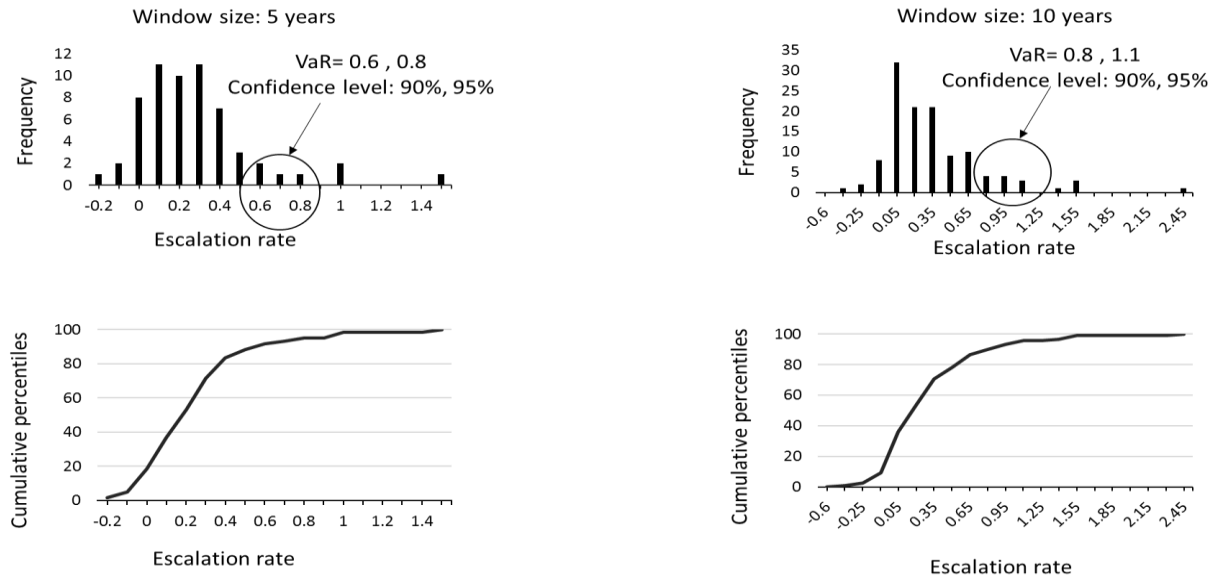 Window size: 5 years
VaR= 0.6 , 0.8
Confidence level: 90%, 95%
Frequency
12
10
8
6
4
2
0
-0.2 0 0.2 0.4 0.6 0.8 1 1.2 1.4
Escalation rate
Window size: 10 years
VaR= 0.8 , 1.1
Confidence level: 90%, 95%
Frequency
35
30
25
20
15
10
5
0
-0.6 -0.25 0.05 0.35 0.65 0.95 1.25 1.55 1.85 2.15 2.45
Escalation rate
Cumulative percentiles
100
80
60
40
20
0
-0.2 0 0.2 0.4 0.6 0.8 1 1.2 1.4
Escalation rate
Cumulative percentiles
100
80
60
40
20
0
-0.6 -0.25 0.05 0.35 0.65 0.95 1.25 1.55 1.85 2.15 2.45
Escalation rate